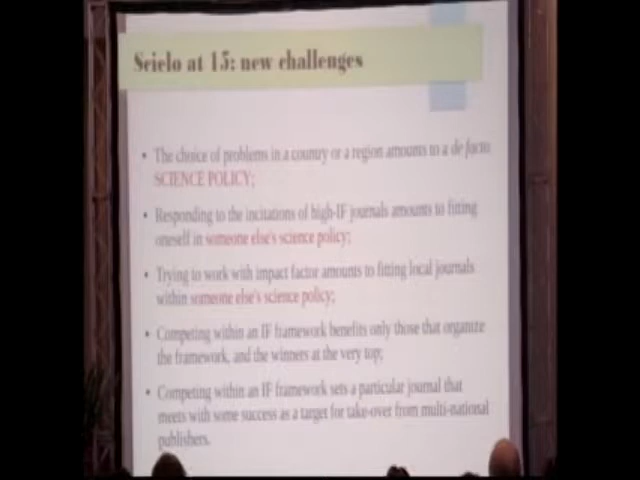 Scielo at 15: new challenges
• The choice of problems in a country or a region amounts to a de facto
SCIENCE POLICY;
• Responding to the incitations of high-IF journals amounts to fitting
oneself in someone else's science policy;
• Trying to work with impact factor amounts to fitting local journals
within someone else's science policy;
• Competing within an IF framework benefits only those that organize
the framework, and the winners at the very top;
• Competing within an IF framework sets a particular journal that
meets with some success as a target for take-over from multi-national
publishers.